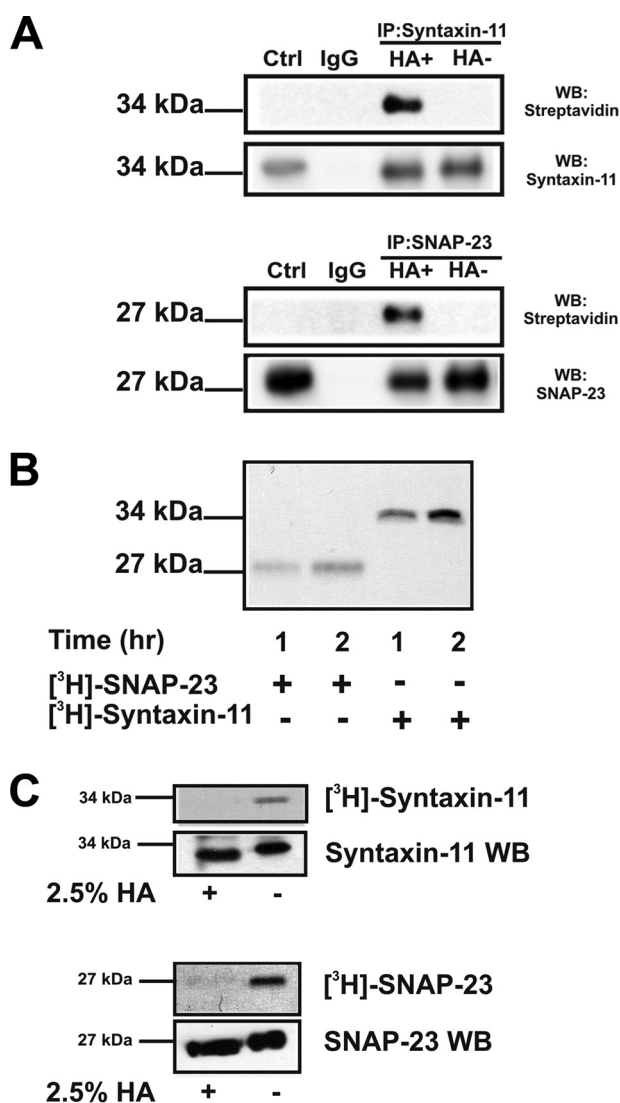 A
IP:Syntaxin-11
Ctrl IgG HA+ HA-
34 kDa
WB: Streptavidin
34 kDa
WB: Syntaxin-11
IP:SNAP-23
Ctrl IgG HA+ HA-
27 kDa
WB: Streptavidin
27 kDa
WB: SNAP-23
B
34 kDa
27 kDa
Time (hr) 1 2 1 2
[³H]-SNAP-23 + + - -
[³H]-Syntaxin-11 - - + +
C
34 kDa [³H]-Syntaxin-11
34 kDa Syntaxin-11 WB
2.5% HA + -
27 kDa [³H]-SNAP-23
27 kDa SNAP-23 WB
2.5% HA + -